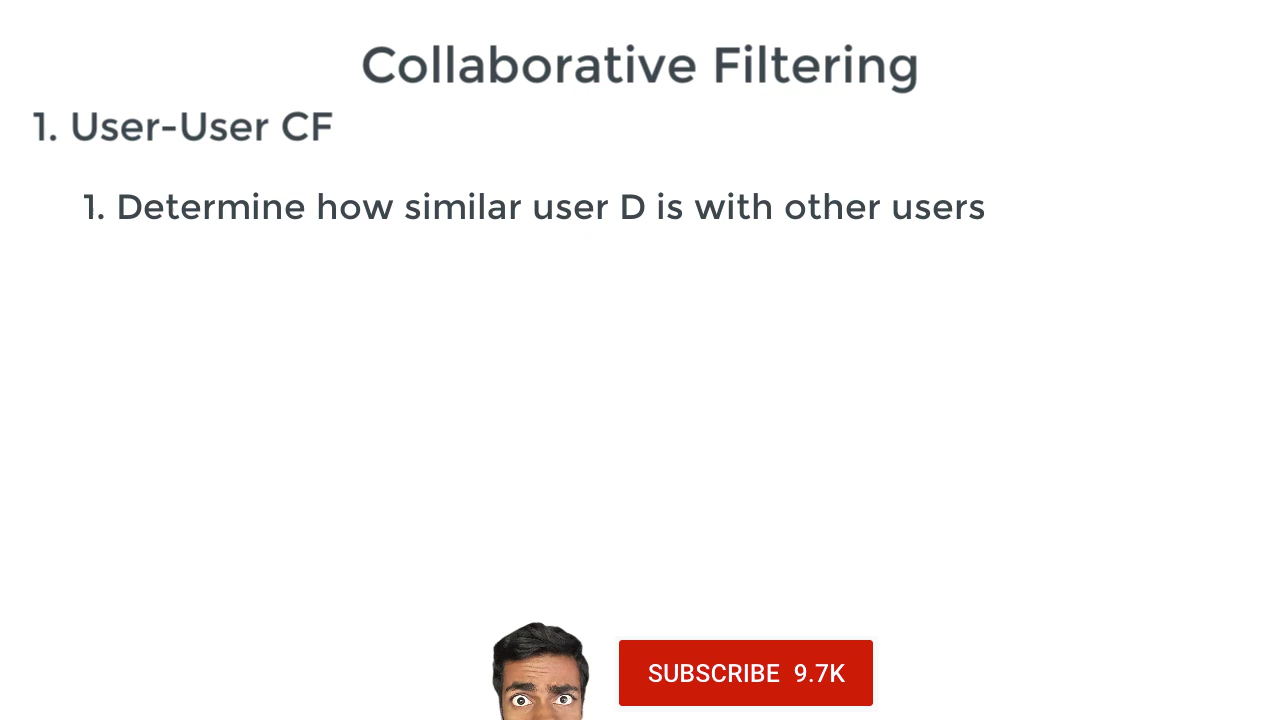 Collaborative Filtering
1. User-User CF
1. Determine how similar user D is with other users
SUBSCRIBE 9.7K